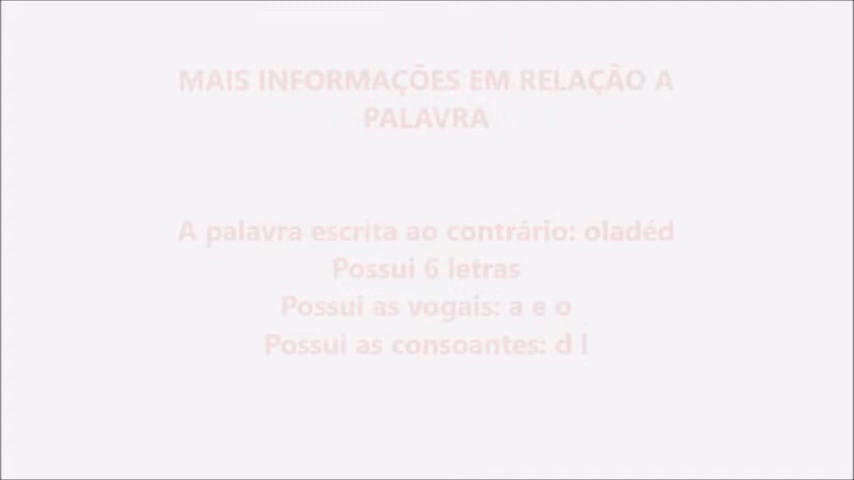 MAIS INFORMAÇÕES EM RELAÇÃO A
PALAVRA
A palavra escrita ao contrário: oladéd
Possui 6 letras
Possui as vogais: a e o
Possui as consoantes: d l